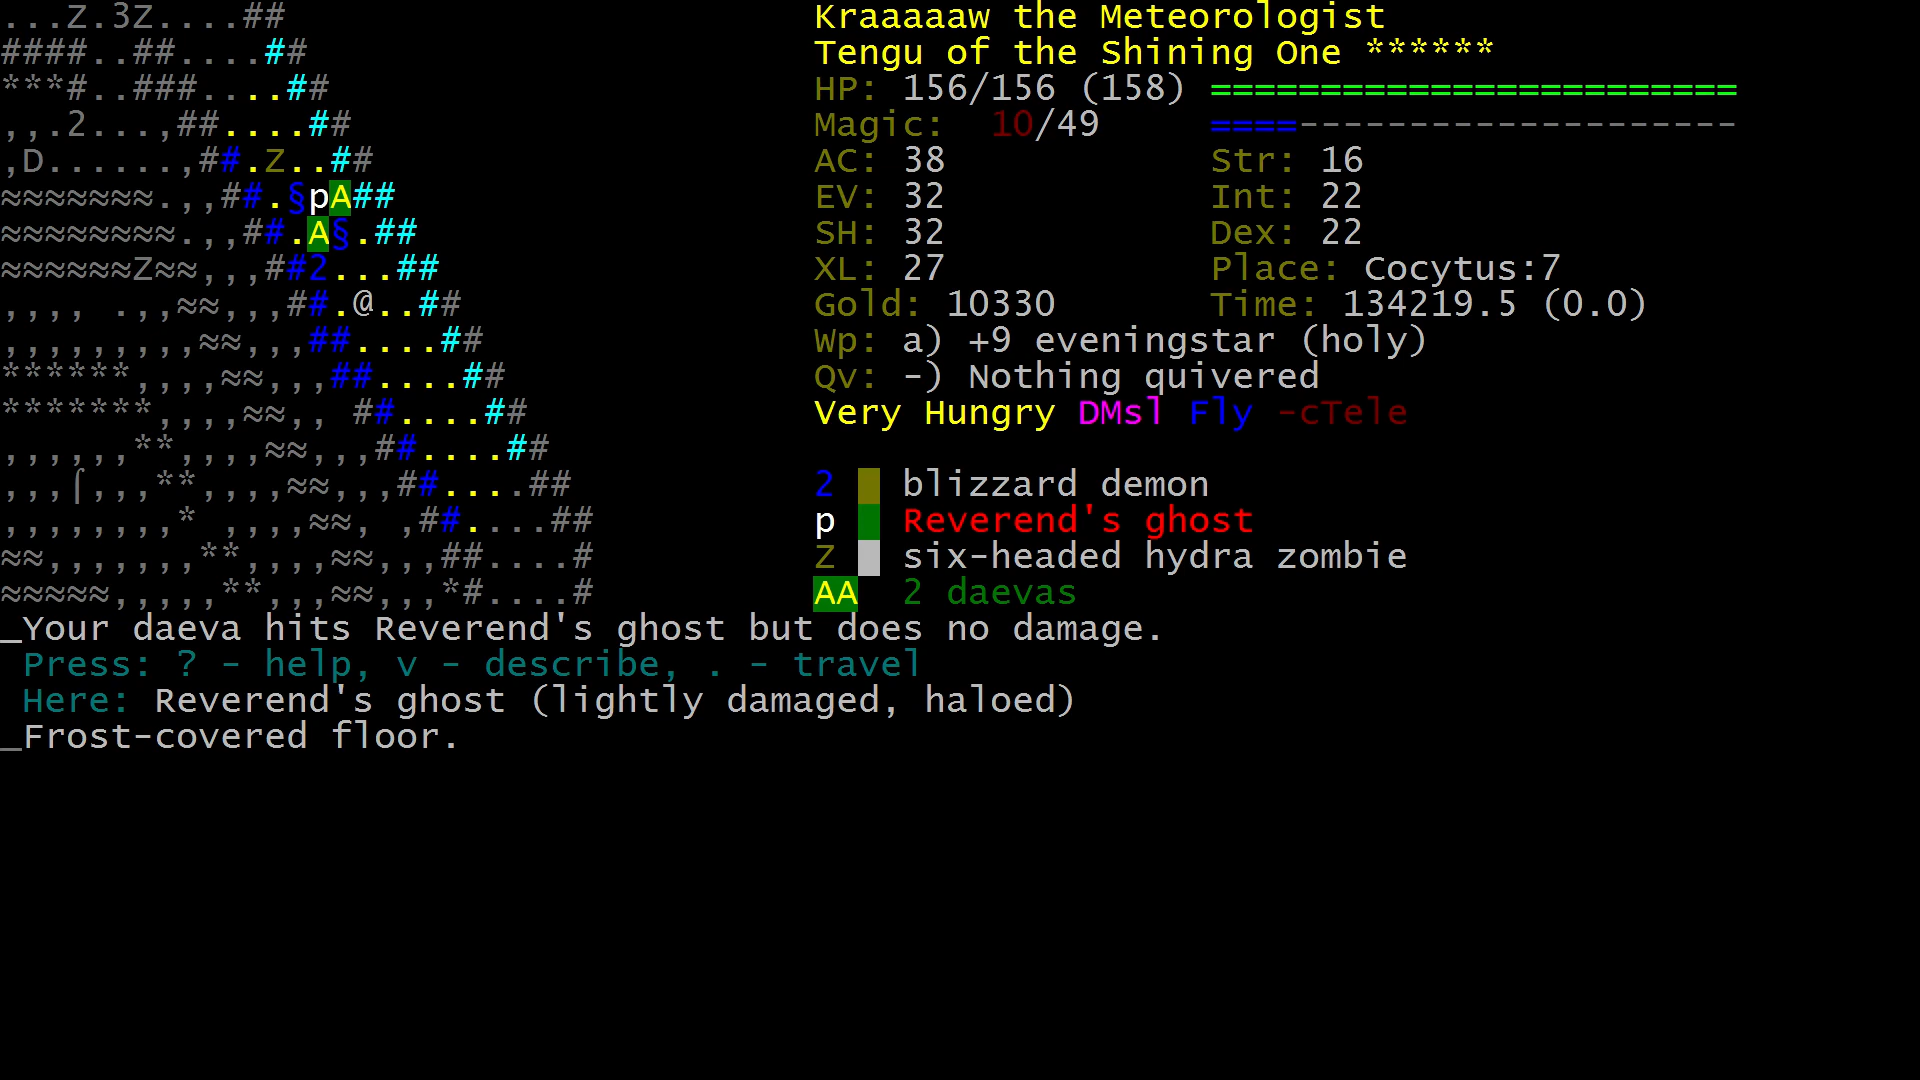 ...Z.3Z....## Kraaaaaw the Meteorologist
####..##....## Tengu of the Shining One ******
***#..###....## HP: 156/156 (158) ========================
,,.2...,##....## Magic: 10/49 ====--------------------
,D.......,##.Z..## AC: 38 Str: 16
≈≈≈≈≈≈≈.,,##.§pA## EV: 32 Int: 22
≈≈≈≈≈≈≈≈.,,##.A§.## SH: 32 Dex: 22
≈≈≈≈≈≈Z≈≈,,,##2...## XL: 27 Place: Cocytus:7
,,,, .,,≈≈,,,##.@..## Gold: 10330 Time: 134219.5 (0.0)
,,,,,,,,,≈≈,,,##....## Wp: a) +9 eveningstar (holy)
******,,,,≈≈,,,##....## Qv: -) Nothing quivered
*******,,,,≈≈,, ##....## Very Hungry DMsl Fly -cTele
,,,,,,**,,,,≈≈,,,##....##
,,,⌠,,,**,,,,≈≈,,,##....## 2 blizzard demon
,,,,,,,,* ,,,,≈≈, ,##....## p Reverend's ghost
≈≈,,,,,,,**,,,,≈≈,,,##....# Z six-headed hydra zombie
≈≈≈≈≈,,,,,**,,,≈≈,,,*#....# AA 2 daevas
_Your daeva hits Reverend's ghost but does no damage.
Press: ? - help, v - describe, . - travel
Here: Reverend's ghost (lightly damaged, haloed)
_Frost-covered floor.